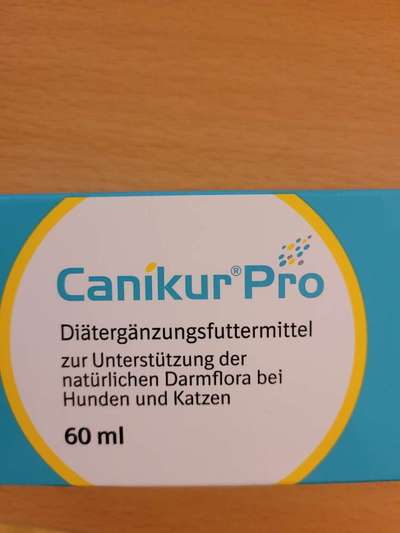 Canikur® Pro
Diätergänzungsfuttermittel
zur Unterstützung der
natürlichen Darmflora bei
Hunden und Katzen
60 ml